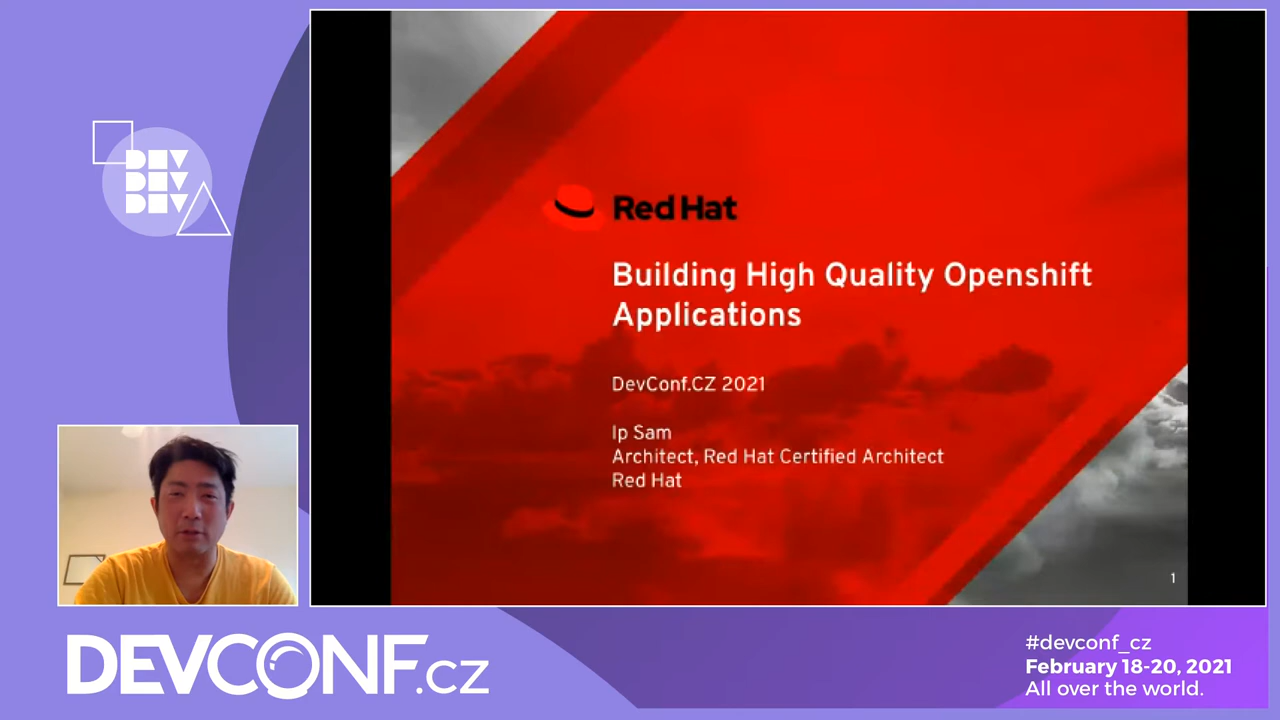 DEV
DEV
DEV
Red Hat
Building High Quality Openshift
Applications
DevConf.CZ 2021
Ip Sam
Architect, Red Hat Certified Architect
Red Hat
1
DEVCONF.cz
#devconf_cz
February 18-20, 2021
All over the world.